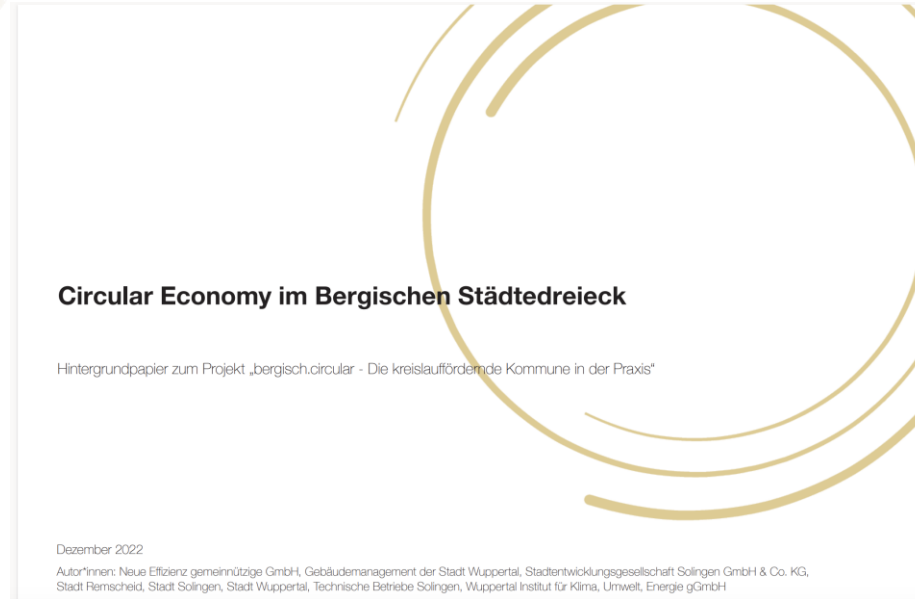 Circular Economy im Bergischen Städtedreieck
Hintergrundpapier zum Projekt „bergisch.circular - Die kreislauffördernde Kommune in der Praxis“
Dezember 2022
Autor*innen: Neue Effizienz gemeinnützige GmbH, Gebäudemanagement der Stadt Wuppertal, Stadtentwicklungsgesellschaft Solingen GmbH & Co. KG,
Stadt Remscheid, Stadt Solingen, Stadt Wuppertal, Technische Betriebe Solingen, Wuppertal Institut für Klima, Umwelt, Energie gGmbH